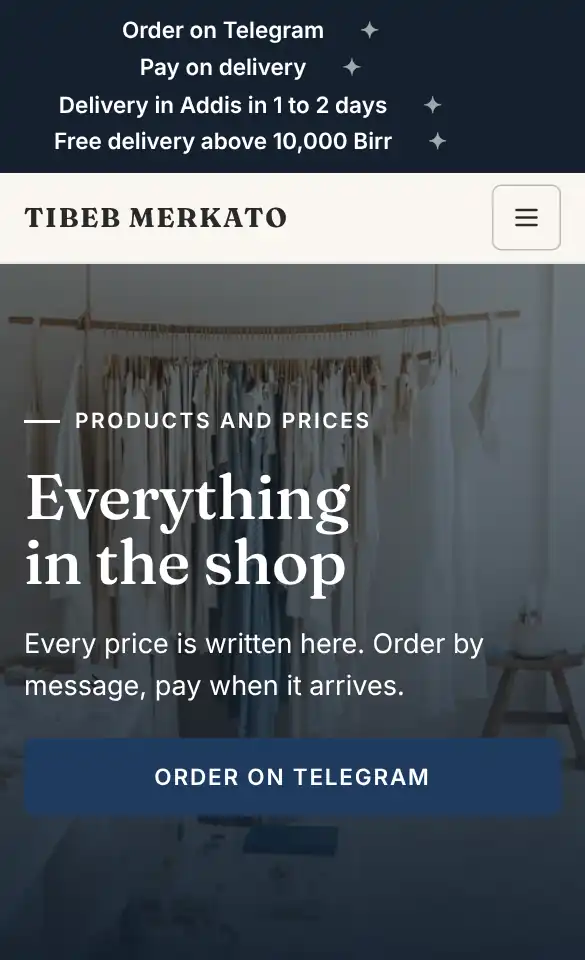 Order on Telegram ✦
Pay on delivery ✦
Delivery in Addis in 1 to 2 days ✦
Free delivery above 10,000 Birr ✦
TIBEB MERKATO
PRODUCTS AND PRICES
Everything
in the shop
Every price is written here. Order by
message, pay when it arrives.
ORDER ON TELEGRAM